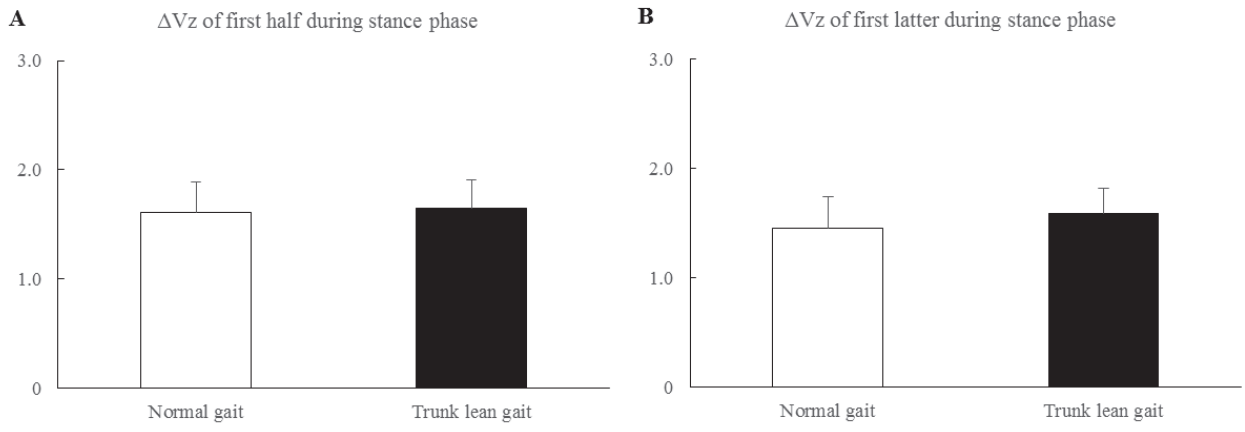 A
ΔVz of first half during stance phase
3.0
2.0
1.0
0
Normal gait
Trunk lean gait
B
ΔVz of first latter during stance phase
3.0
2.0
1.0
0
Normal gait
Trunk lean gait